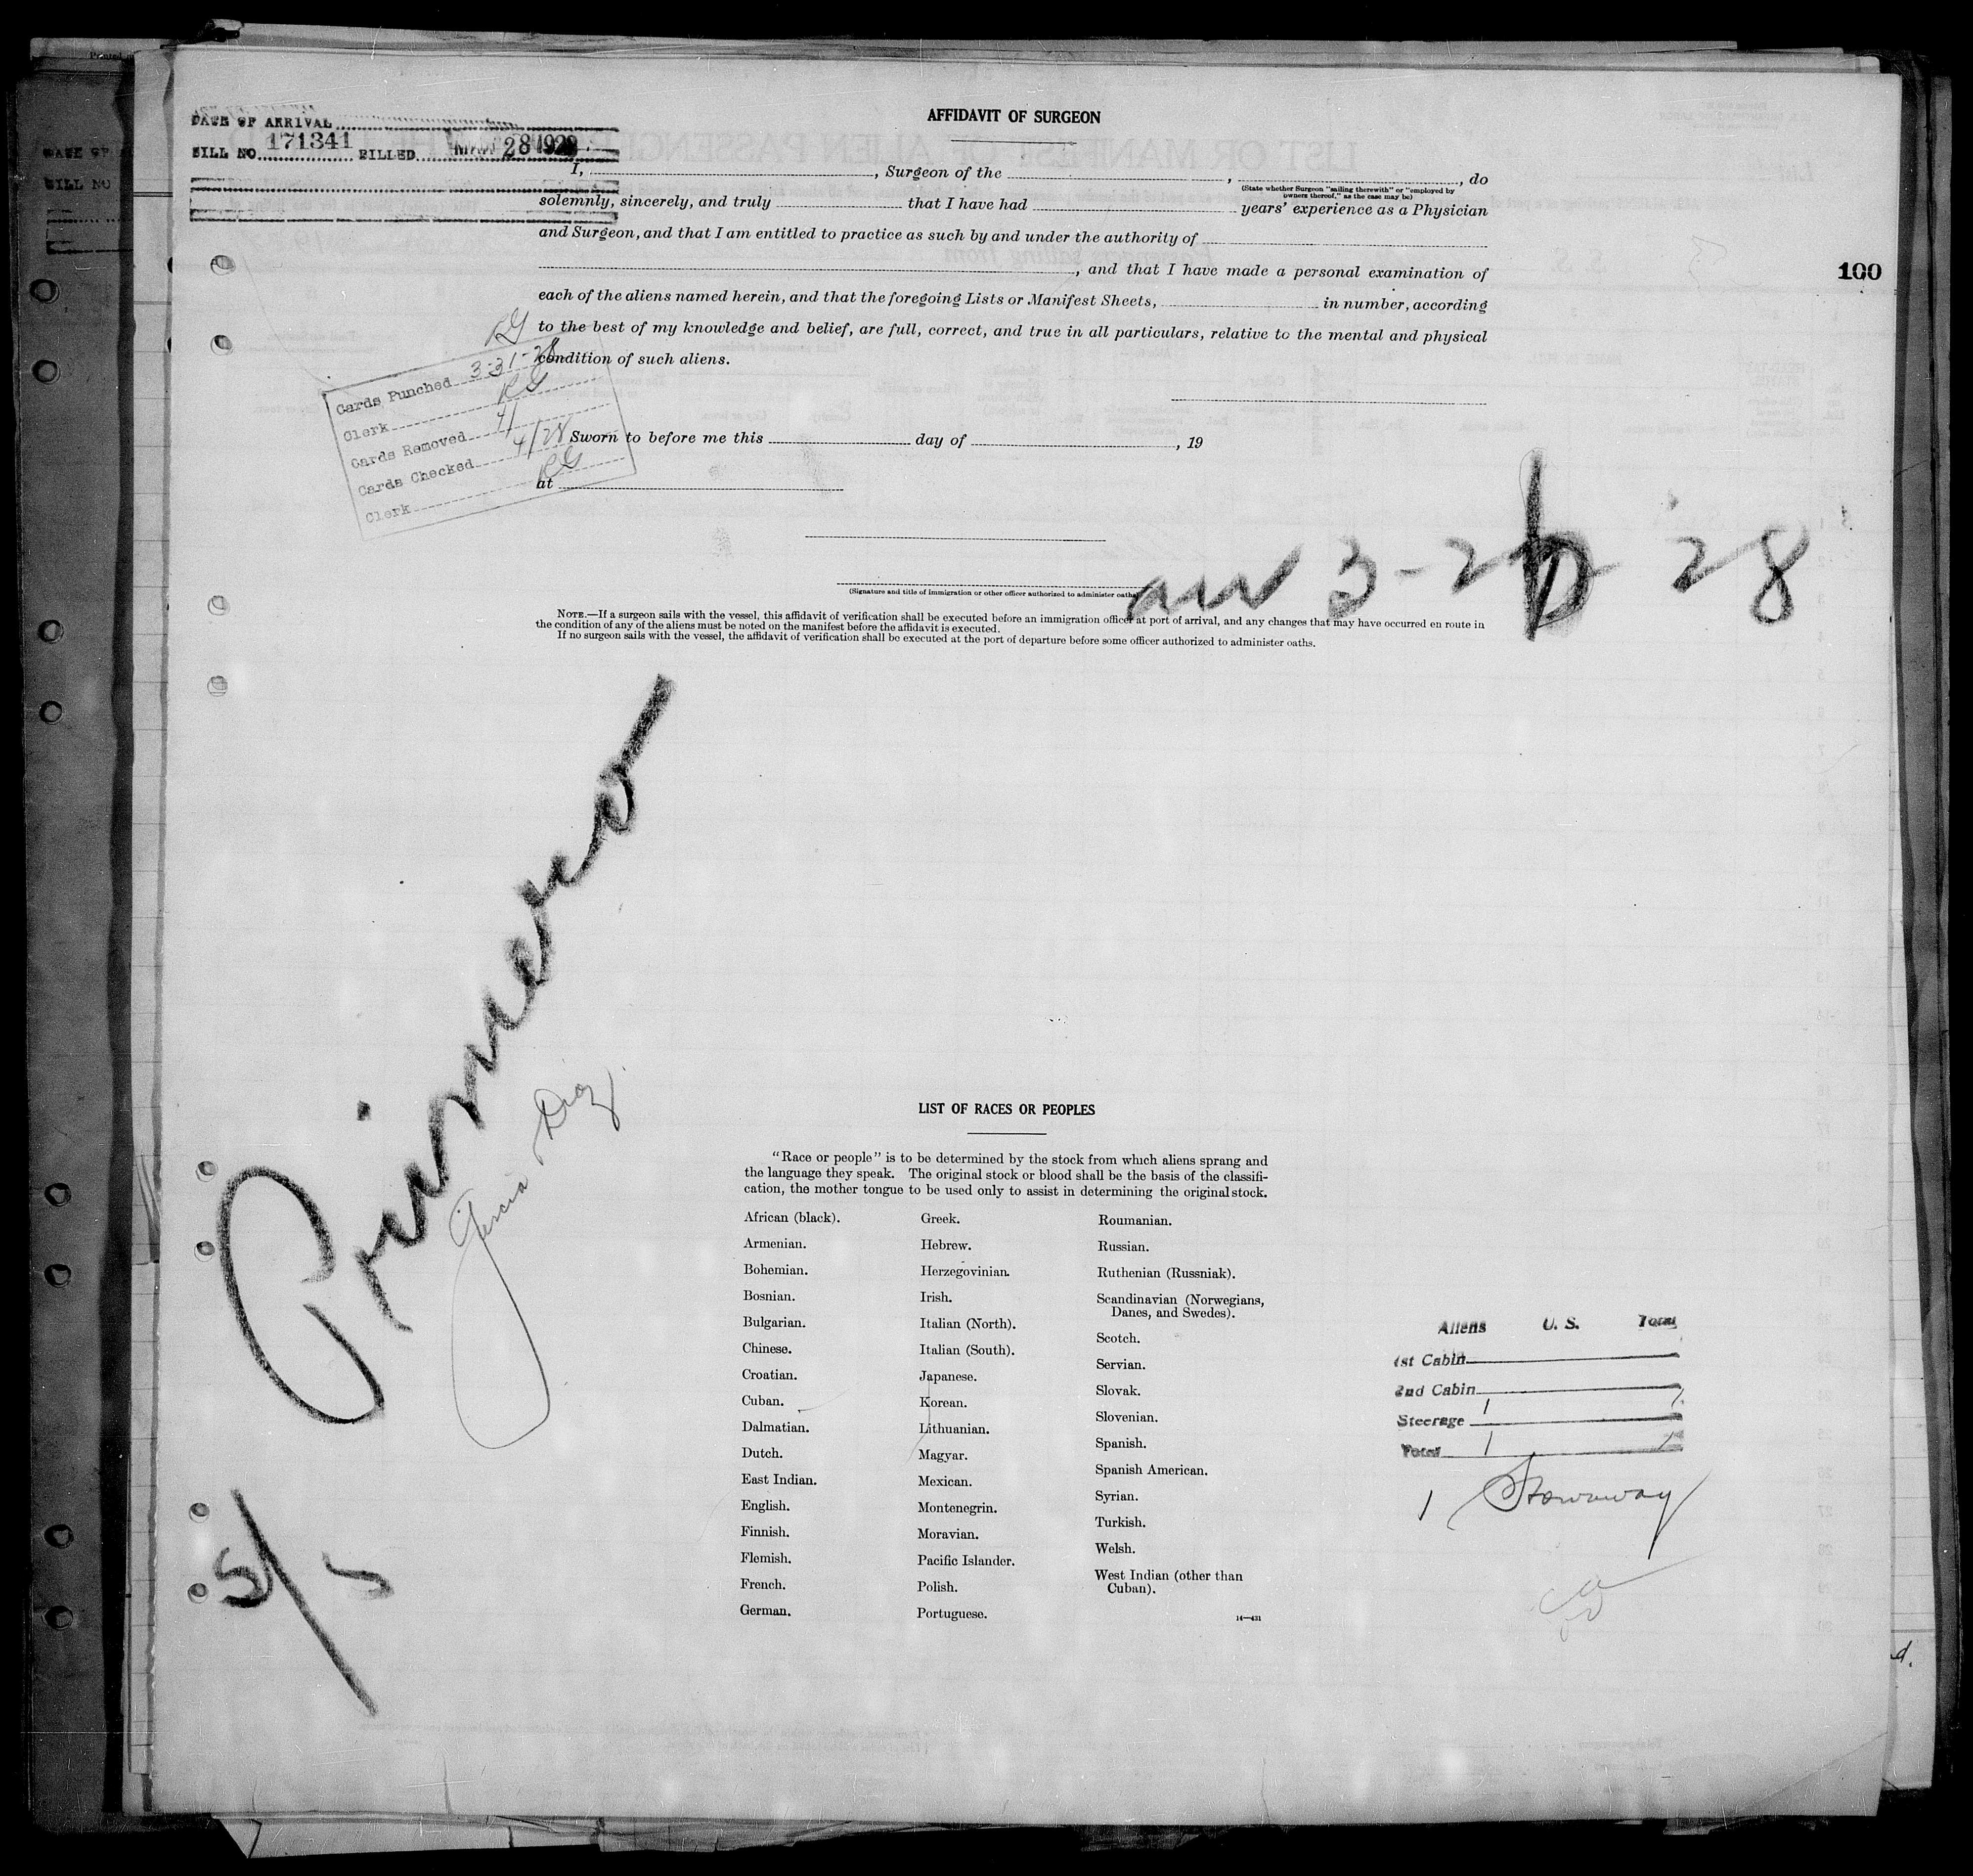 DATE OF ARRIVAL
BILL NO. 171341 FILLED MAR 28 1928
AFFIDAVIT OF SURGEON
I, , Surgeon of the , , do
(State whether Surgeon "sailing therewith" or "employed by
owners thereof," as the case may be)
solemnly, sincerely, and truly that I have had years' experience as a Physician
and Surgeon, and that I am entitled to practice as such by and under the authority of
, and that I have made a personal examination of
100
each of the aliens named herein, and that the foregoing Lists or Manifest Sheets, in number, according
to the best of my knowledge and belief, are full, correct, and true in all particulars, relative to the mental and physical
condition of such aliens.
RG
Cards Punched 3-31-28
Clerk RG
Cards Removed 4/
Cards Checked 4/28
Clerk RG
Sworn to before me this day of , 19
at
(Signature and title of immigration or other officer authorized to administer oaths)
arr 3-2 '28
NOTE.—If a surgeon sails with the vessel, this affidavit of verification shall be executed before an immigration officer at port of arrival, and any changes that may have occurred en route in
the condition of any of the aliens must be noted on the manifest before the affidavit is executed.
If no surgeon sails with the vessel, the affidavit of verification shall be executed at the port of departure before some officer authorized to administer oaths.
Primero
Garcia Diaz
S/S
LIST OF RACES OR PEOPLES
"Race or people" is to be determined by the stock from which aliens sprang and
the language they speak. The original stock or blood shall be the basis of the classifi-
cation, the mother tongue to be used only to assist in determining the original stock.
African (black).
Armenian.
Bohemian.
Bosnian.
Bulgarian.
Chinese.
Croatian.
Cuban.
Dalmatian.
Dutch.
East Indian.
English.
Finnish.
Flemish.
French.
German.
Greek.
Hebrew.
Herzegovinian.
Irish.
Italian (North).
Italian (South).
Japanese.
Korean.
Lithuanian.
Magyar.
Mexican.
Montenegrin.
Moravian.
Pacific Islander.
Polish.
Portuguese.
Roumanian.
Russian.
Ruthenian (Russniak).
Scandinavian (Norwegians,
Danes, and Swedes).
Scotch.
Servian.
Slovak.
Slovenian.
Spanish.
Spanish American.
Syrian.
Turkish.
Welsh.
West Indian (other than
Cuban).
14—431
Aliens U. S. Total
1st Cabin
2nd Cabin
Steerage 1 1
Total 1 1
1 Stowaway